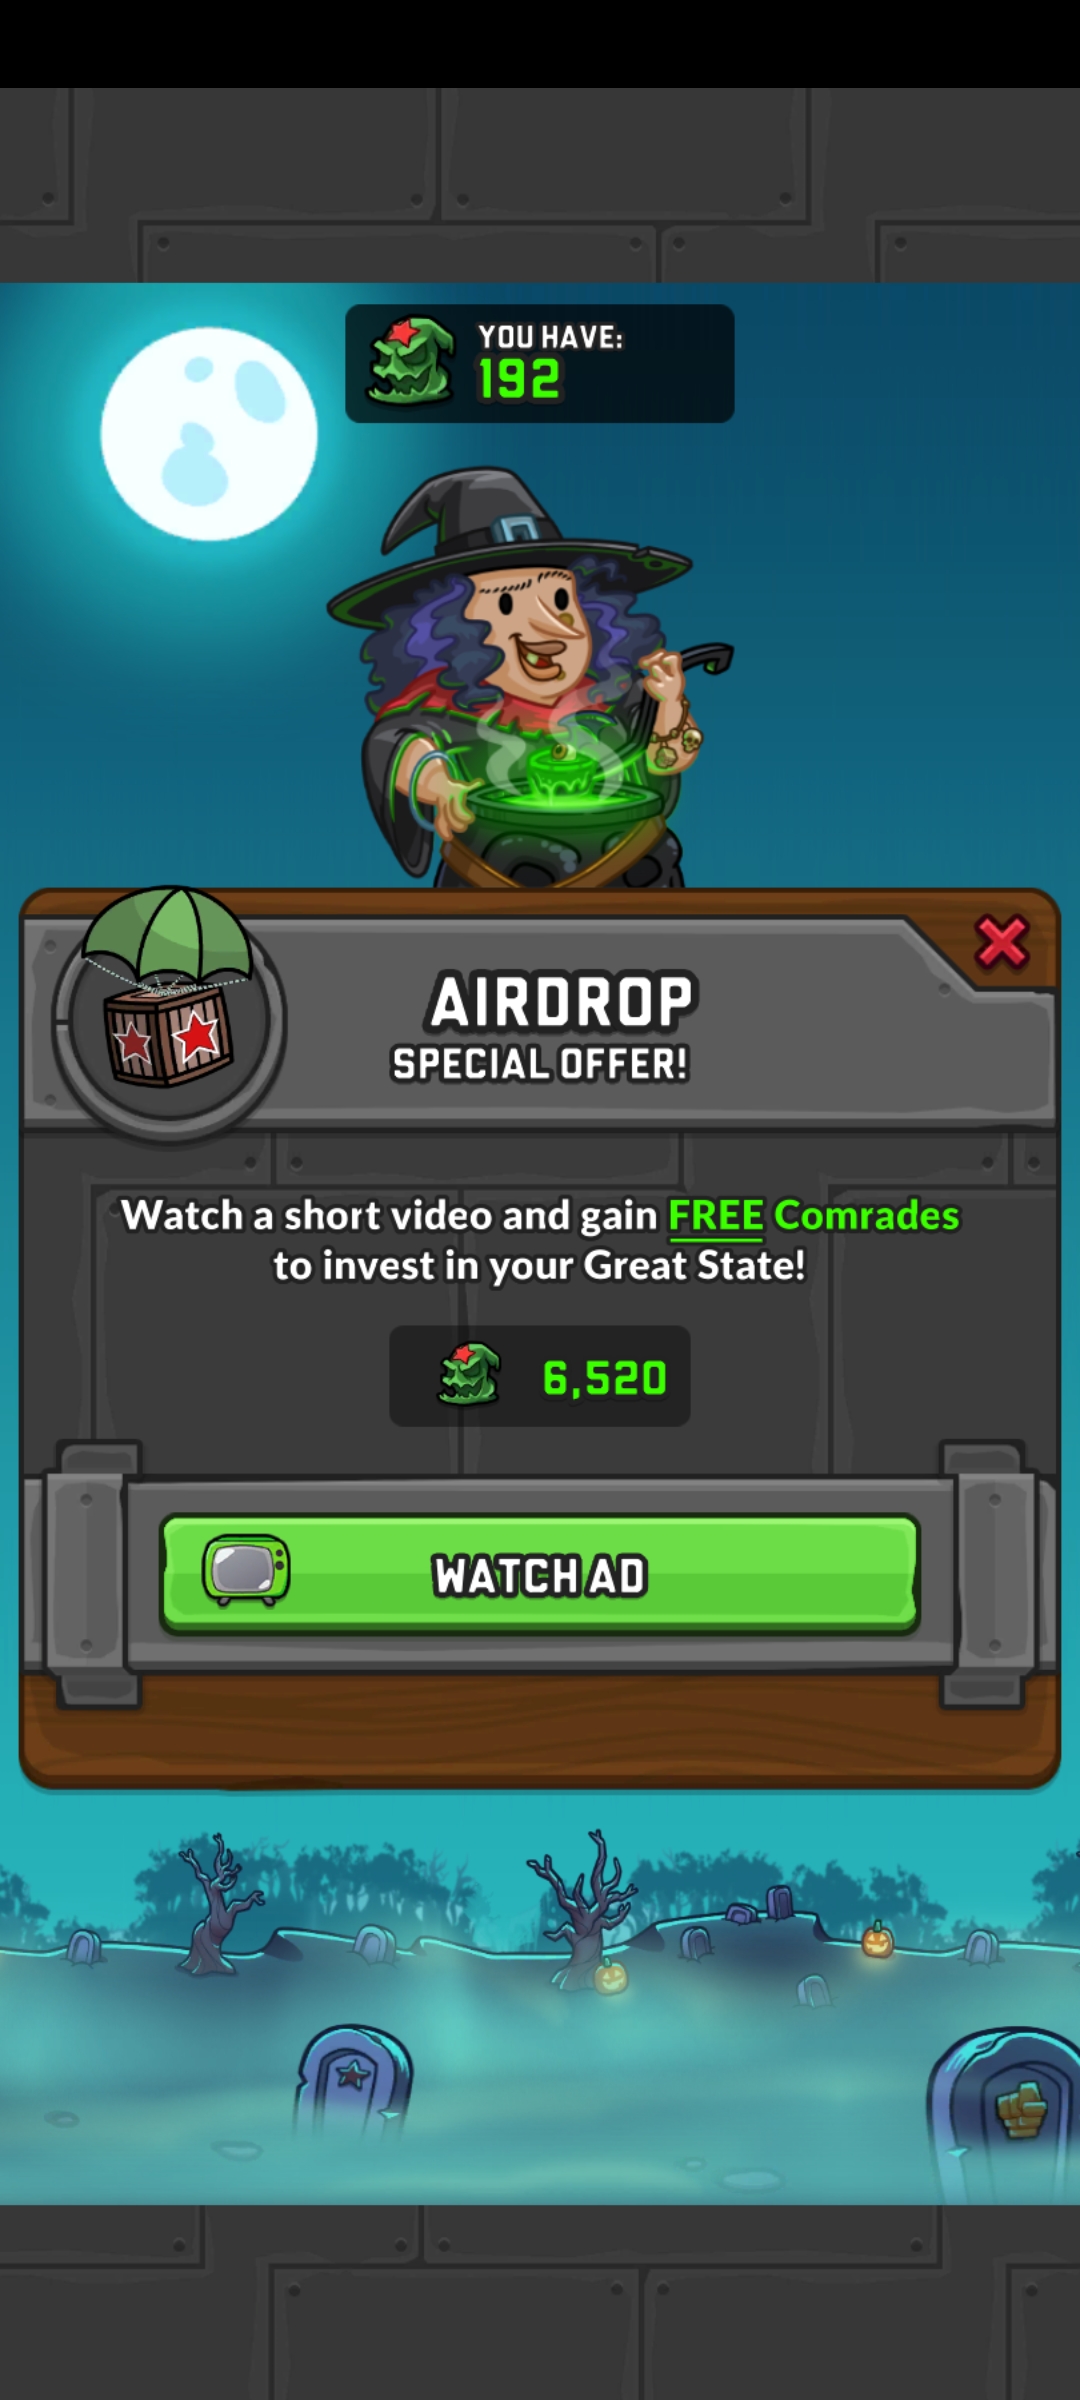 YOU HAVE:
192
AIRDROP
SPECIAL OFFER!
Watch a short video and gain FREE Comrades
to invest in your Great State!
6,520
WATCH AD